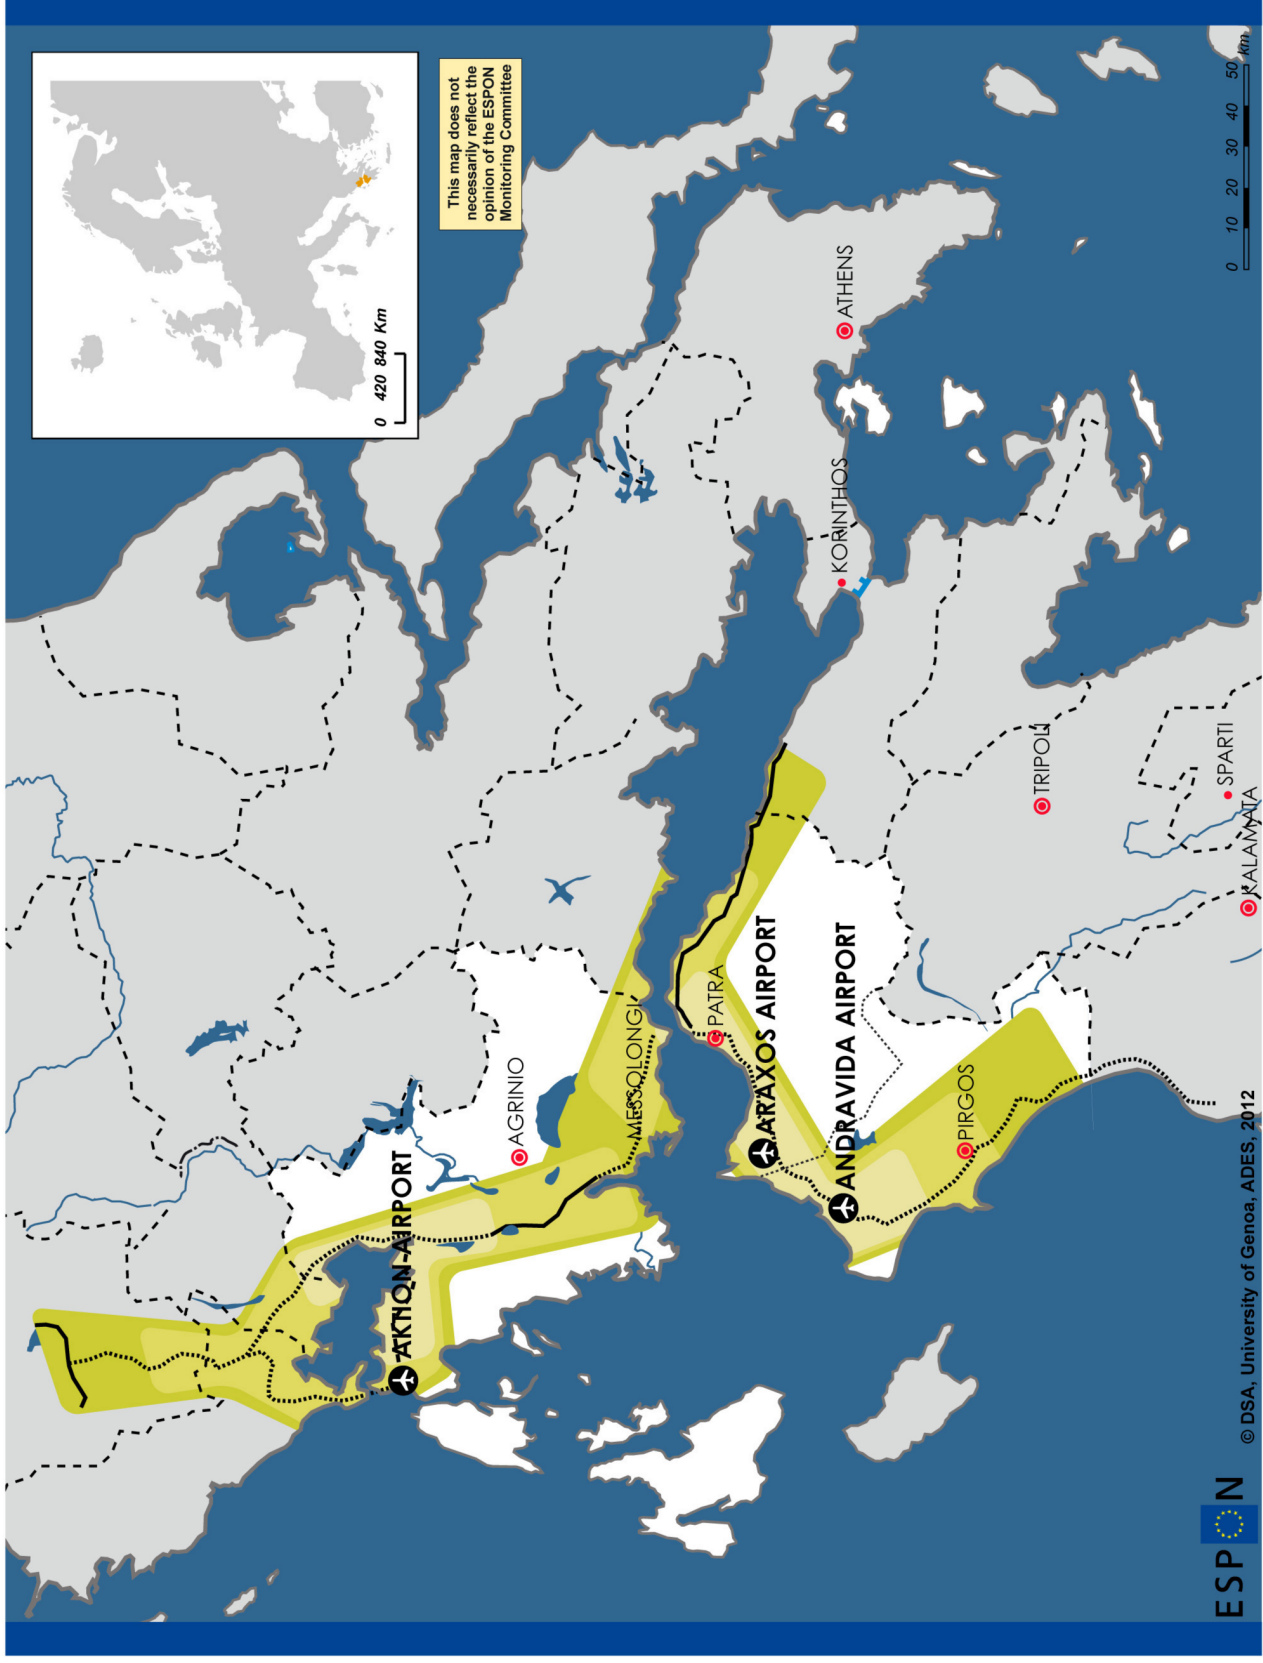 0 420 840 Km
This map does not
necessarily reflect the
opinion of the ESPON
Monitoring Committee
AKTION AIRPORT
AGRINIO
MESSOLONGI
PATRA
ARAXOS AIRPORT
ANDRAVIDA AIRPORT
PIRGOS
KORINTHOS
ATHENS
TRIPOLI
SPARTI
KALAMATA
0 10 20 30 40 50 km
ESPON
© DSA, University of Genoa, ADES, 2012